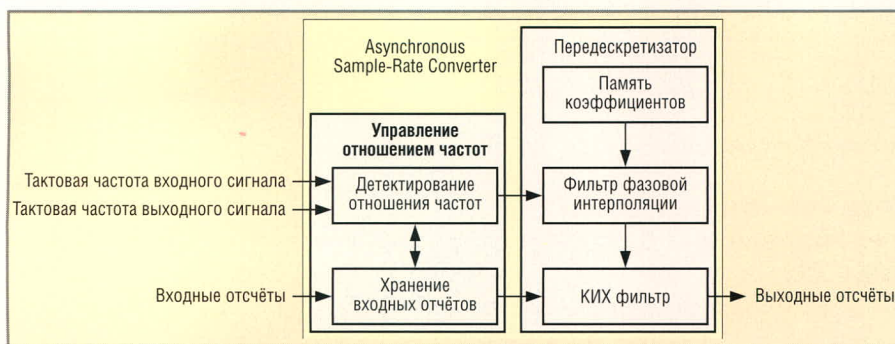 Asynchronous
Sample-Rate Converter
Передескретизатор
Память
коэффициентов
Управление
отношением частот
Тактовая частота входного сигнала
Тактовая частота выходного сигнала
Детектирование
отношения частот
Фильтр фазовой
интерполяции
Входные отсчёты
Хранение
входных отчётов
КИХ фильтр
Выходные отсчёты